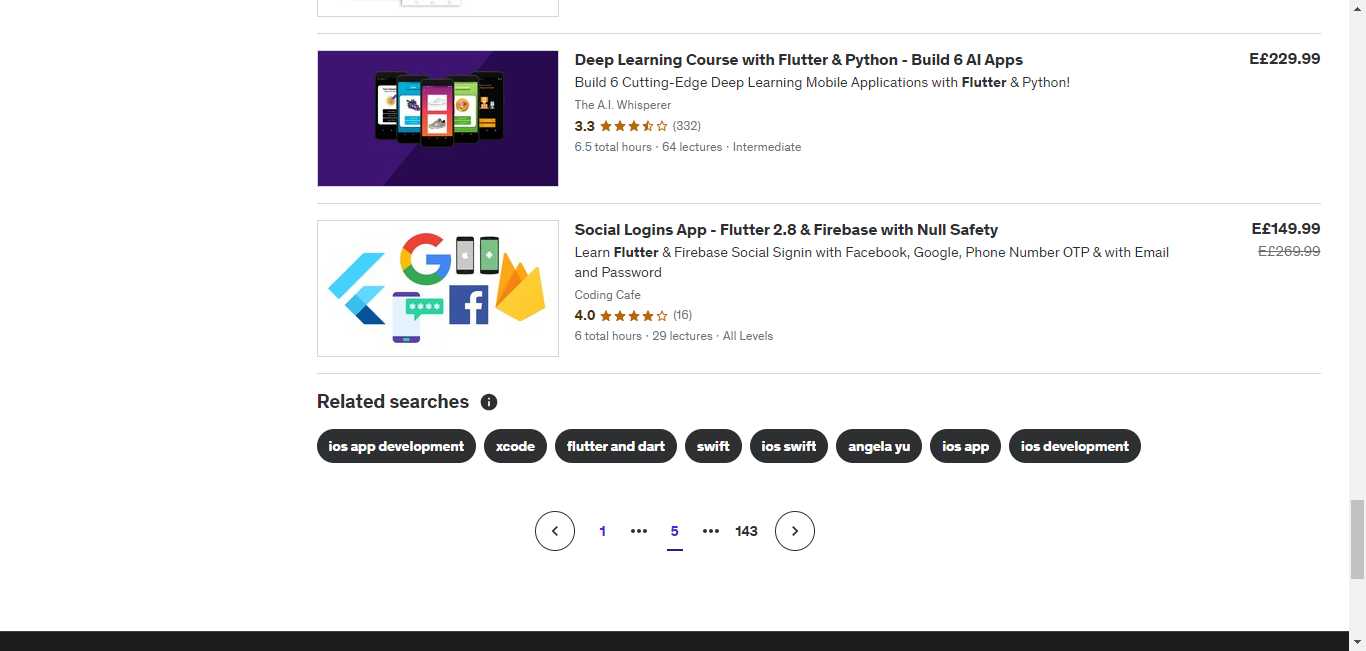 Deep Learning Course with Flutter & Python - Build 6 AI Apps
E£229.99
Build 6 Cutting-Edge Deep Learning Mobile Applications with Flutter & Python!
The A.I. Whisperer
3.3 (332)
6.5 total hours · 64 lectures · Intermediate
Social Logins App - Flutter 2.8 & Firebase with Null Safety
E£149.99
Learn Flutter & Firebase Social Signin with Facebook, Google, Phone Number OTP & with Email
E£269.99
and Password
Coding Cafe
4.0 (16)
6 total hours · 29 lectures · All Levels
Related searches
ios app development xcode flutter and dart swift ios swift angela yu ios app ios development
1 ••• 5 ••• 143